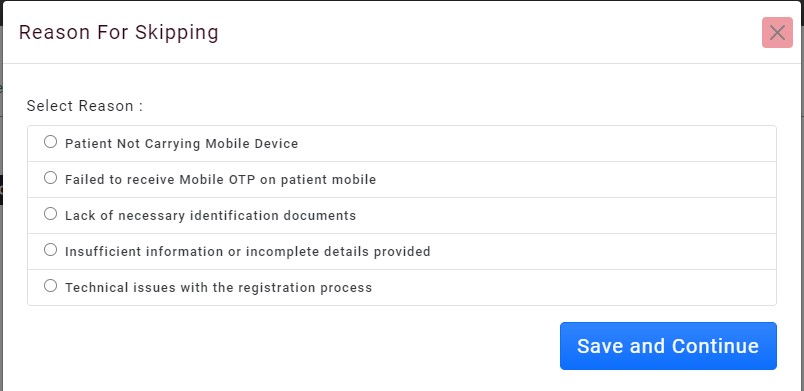 Reason For Skipping
Select Reason :
Patient Not Carrying Mobile Device
Failed to receive Mobile OTP on patient mobile
Lack of necessary identification documents
Insufficient information or incomplete details provided
Technical issues with the registration process
Save and Continue